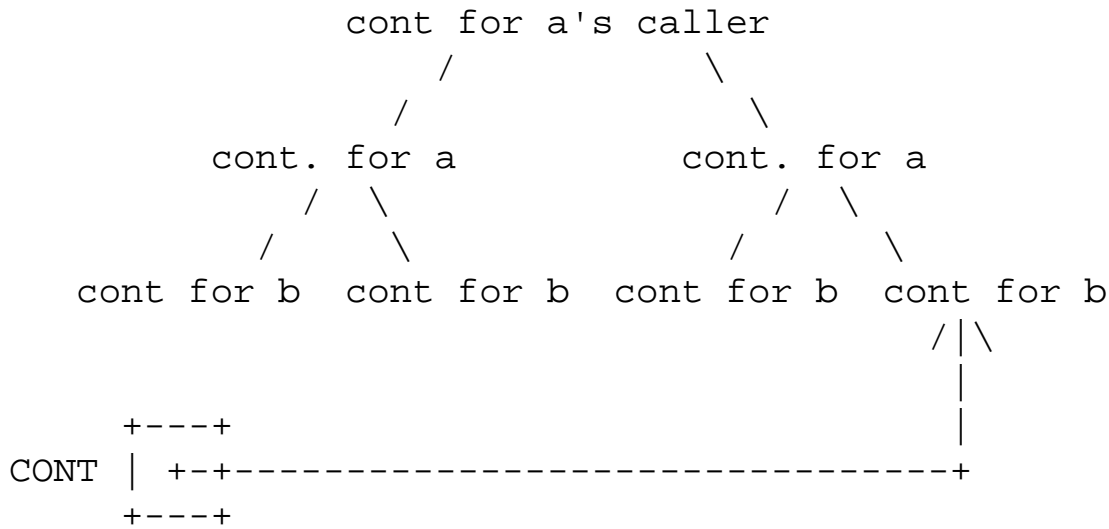 cont for a's caller
/ \
/ \
cont. for a cont. for a
/ \ / \
/ \ / \
cont for b cont for b cont for b cont for b
/|\
|
+---+ |
CONT | +-+--------------------------------+
+---+